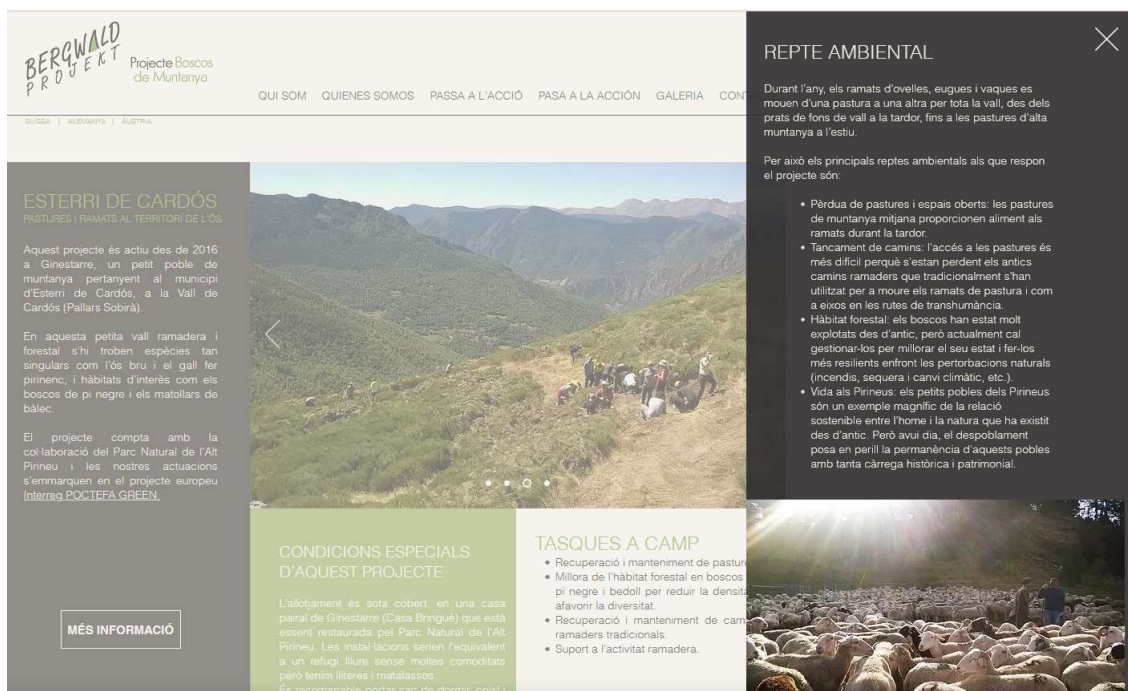 BERGWALD
PROJEKT
Projecte Boscos
de Muntanya
QUI SOM QUIENES SOMOS PASSA A L'ACCIÓ PASA A LA ACCIÓN GALERIA
SUÏSSA | ALEMANYA | ÀUSTRIA
ESTERRI DE CARDÓS
PASTURES I RAMATS AL TERRITORI DE L'ÓS
Aquest projecte és actiu des de 2016
a Ginestarre, un petit poble de
muntanya pertanyent al municipi
d'Esterri de Cardós, a la Vall de
Cardós (Pallars Sobirà).
En aquesta petita vall ramadera i
forestal s'hi troben espècies tan
singulars com l'ós bru i el gall fer
pirinenc, i hàbitats d'interès com els
boscos de pi negre i els matollars de
bàlec.
El projecte compta amb la
col·laboració del Parc Natural de l'Alt
Pirineu i les nostres actuacions
s'emmarquen en el projecte europeu
Interreg POCTEFA GREEN.
MÉS INFORMACIÓ
CONDICIONS ESPECIALS
D'AQUEST PROJECTE
L'allotjament és sota cobert, en una casa
pairal de Ginestarre (Casa Bringué) que està
essent restaurada pel Parc Natural de l'Alt
Pirineu. Les instal·lacions serien l'equivalent
a un refugi lliure sense moltes comoditats
però tenim lliteres i matalassos.
És recomanable portar sac de dormir, coixí i
TASQUES A CAMP
• Recuperació i manteniment de pasture
• Millora de l'hàbitat forestal en boscos
pi negre i bedoll per reduir la densita
afavorir la diversitat.
• Recuperació i manteniment de cam
ramaders tradicionals.
• Suport a l'activitat ramadera.
REPTE AMBIENTAL
Durant l'any, els ramats d'ovelles, eugues i vaques es
mouen d'una pastura a una altra per tota la vall, des dels
prats de fons de vall a la tardor, fins a les pastures d'alta
muntanya a l'estiu.
Per això els principals reptes ambientals als que respon
el projecte són:
• Pèrdua de pastures i espais oberts: les pastures
de muntanya mitjana proporcionen aliment als
ramats durant la tardor.
• Tancament de camins: l'accés a les pastures és
més difícil perquè s'estan perdent els antics
camins ramaders que tradicionalment s'han
utilitzat per a moure els ramats de pastura i com
a eixos en les rutes de transhumància.
• Hàbitat forestal: els boscos han estat molt
explotats des d'antic, però actualment cal
gestionar-los per millorar el seu estat i fer-los
més resilients enfront les pertorbacions naturals
(incendis, sequera i canvi climàtic, etc.).
• Vida als Pirineus: els petits pobles dels Pirineus
són un exemple magnífic de la relació
sostenible entre l'home i la natura que ha existit
des d'antic. Però avui dia, el despoblament
posa en perill la permanència d'aquests pobles
amb tanta càrrega històrica i patrimonial.